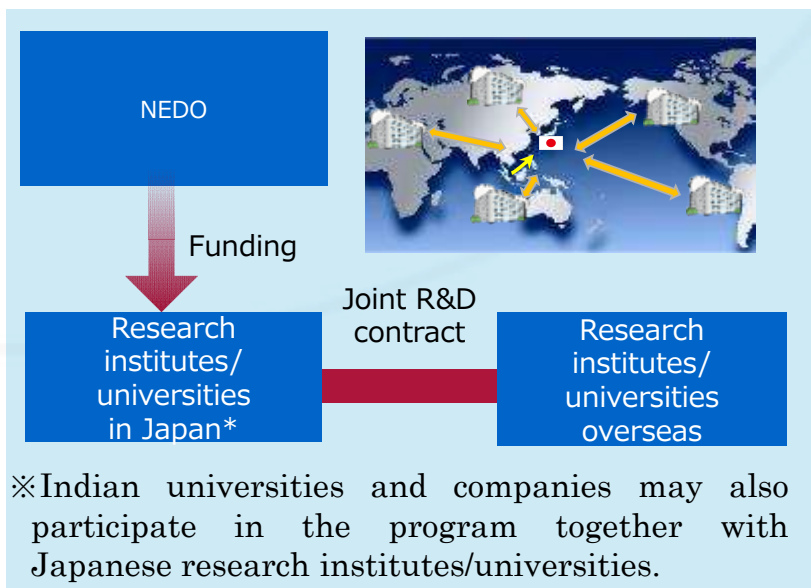 NEDO
Funding
Joint R&D
contract
Research
institutes/
universities
in Japan*
Research
institutes/
universities
overseas
※Indian universities and companies may also
participate in the program together with
Japanese research institutes/universities.